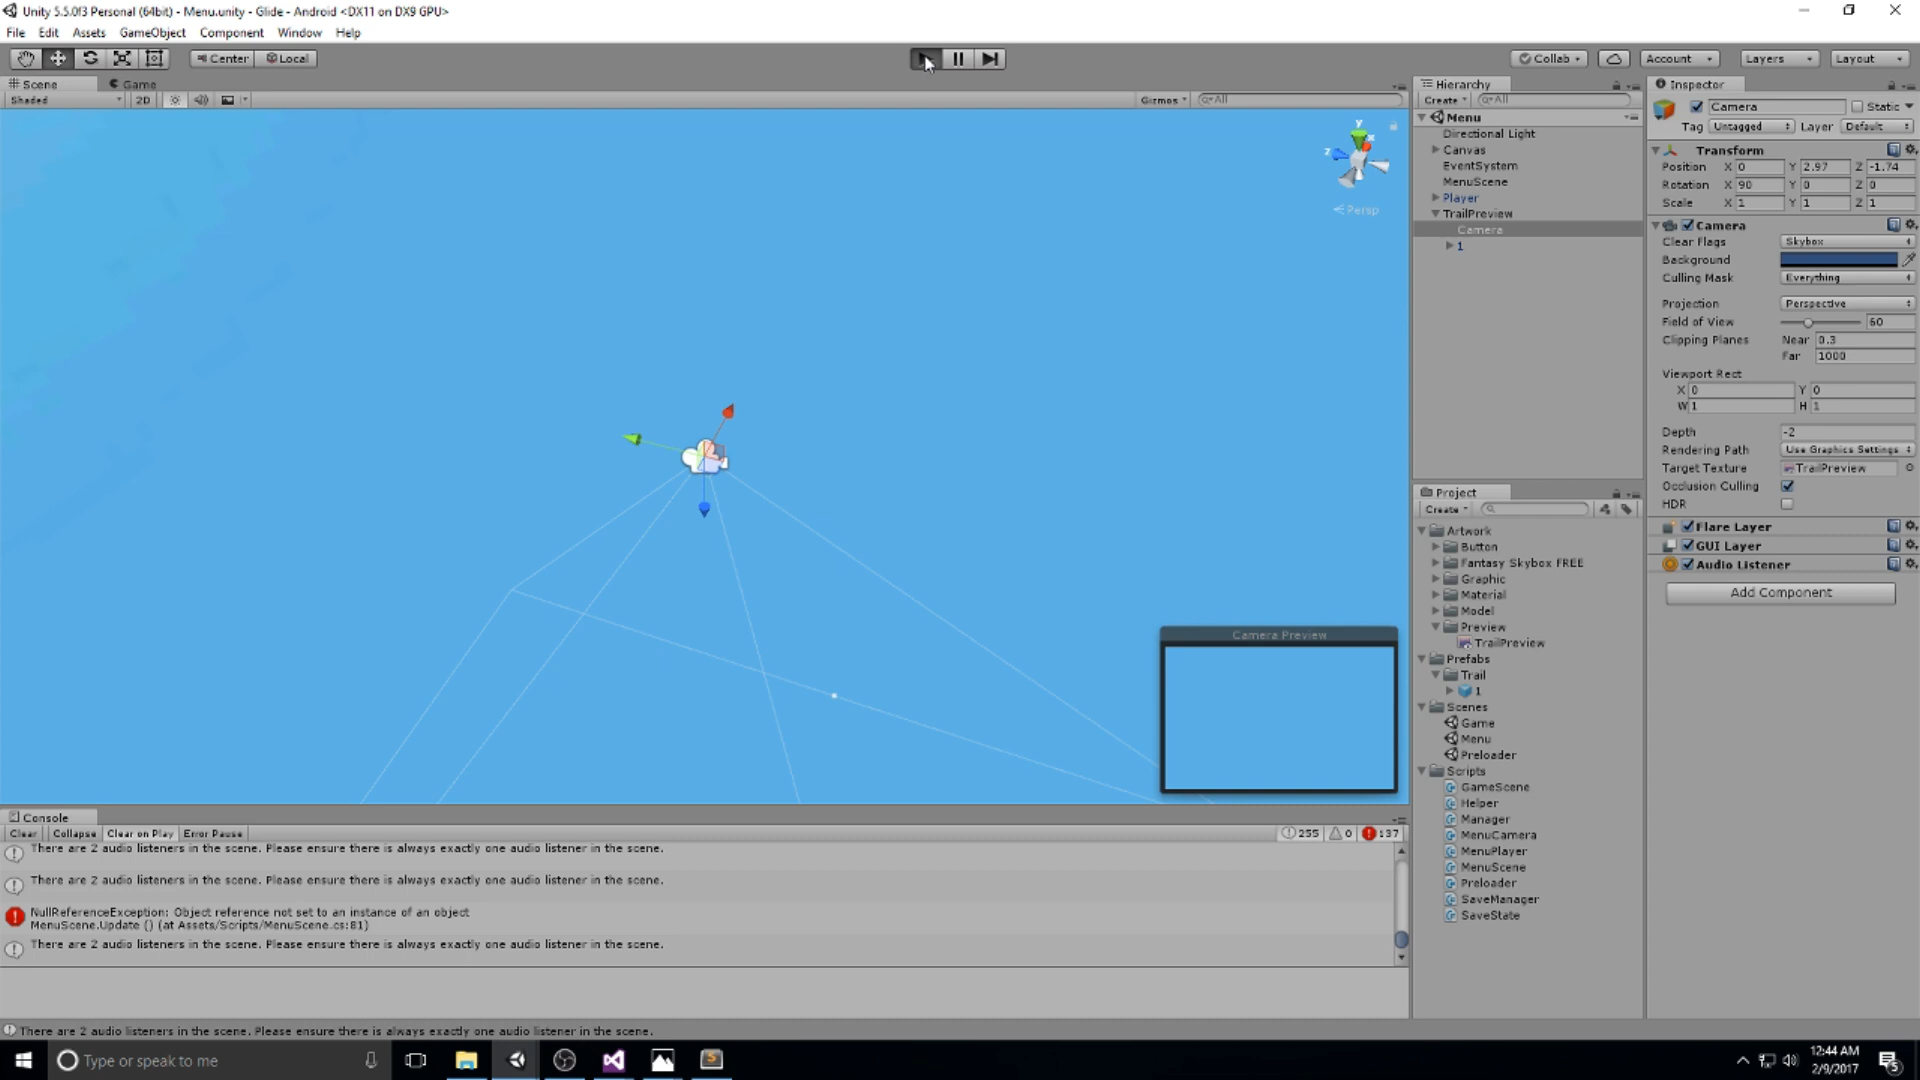 Unity 5.5.0f3 Personal (64bit) - Menu.unity - Glide - Android <DX11 on DX9 GPU>
File Edit Assets GameObject Component Window Help
Center Local
Collab Account Layers Layout
Scene Game
Shaded 2D Gizmos All
y x z
Persp
Camera Preview
Hierarchy
Create All
Menu
Directional Light
Canvas
EventSystem
MenuScene
Player
TrailPreview
Camera
1
Project
Create
Artwork
Button
Fantasy Skybox FREE
Graphic
Material
Model
Preview
TrailPreview
Prefabs
Trail
1
Scenes
Game
Menu
Preloader
Scripts
GameScene
Helper
Manager
MenuCamera
MenuPlayer
MenuScene
Preloader
SaveManager
SaveState
Inspector
Camera Static
Tag Untagged Layer Default
Transform
Position X 0 Y 2.97 Z -1.74
Rotation X 90 Y 0 Z 0
Scale X 1 Y 1 Z 1
Camera
Clear Flags Skybox
Background
Culling Mask Everything
Projection Perspective
Field of View 60
Clipping Planes Near 0.3
Far 1000
Viewport Rect
X 0 Y 0
W 1 H 1
Depth -2
Rendering Path Use Graphics Settings
Target Texture TrailPreview
Occlusion Culling
HDR
Flare Layer
GUI Layer
Audio Listener
Add Component
Console
Clear Collapse Clear on Play Error Pause 255 0 137
There are 2 audio listeners in the scene. Please ensure there is always exactly one audio listener in the scene.
There are 2 audio listeners in the scene. Please ensure there is always exactly one audio listener in the scene.
NullReferenceException: Object reference not set to an instance of an object
MenuScene.Update () (at Assets/Scripts/MenuScene.cs:81)
There are 2 audio listeners in the scene. Please ensure there is always exactly one audio listener in the scene.
There are 2 audio listeners in the scene. Please ensure there is always exactly one audio listener in the scene.
Type or speak to me
12:44 AM
2/9/2017
5